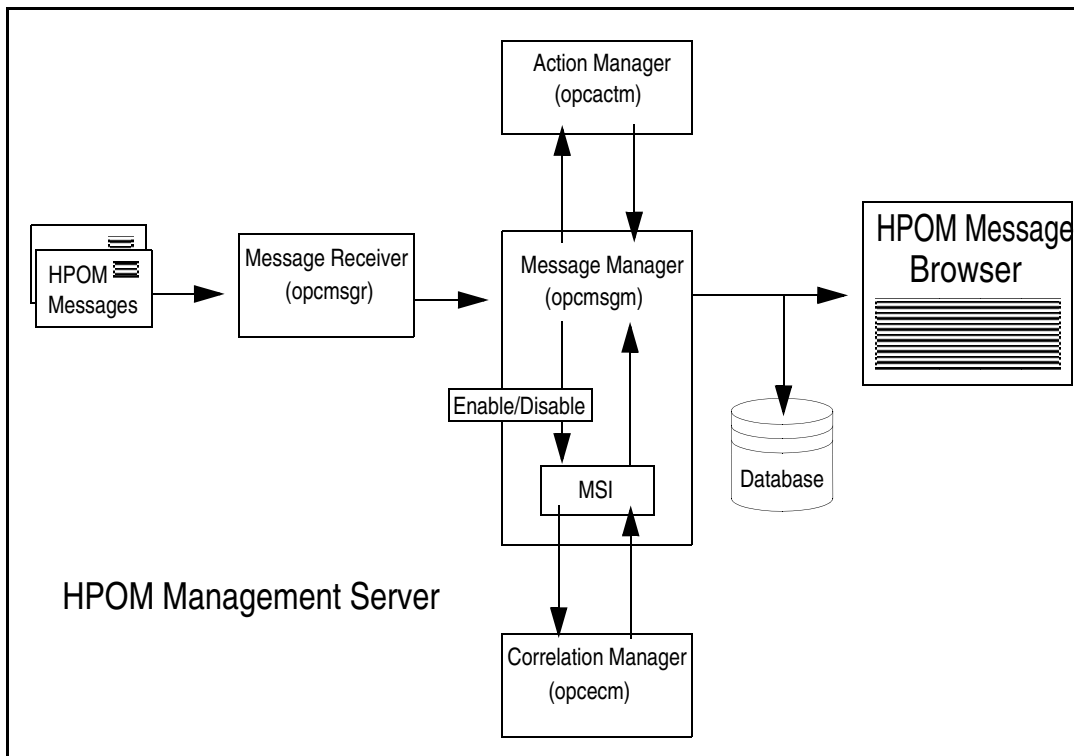 Action Manager
(opcactm)
HPOM
Messages
Message Receiver
(opcmsgr)
Message Manager
(opcmsgm)
HPOM Message
Browser
Enable/Disable
MSI
Database
HPOM Management Server
Correlation Manager
(opcecm)